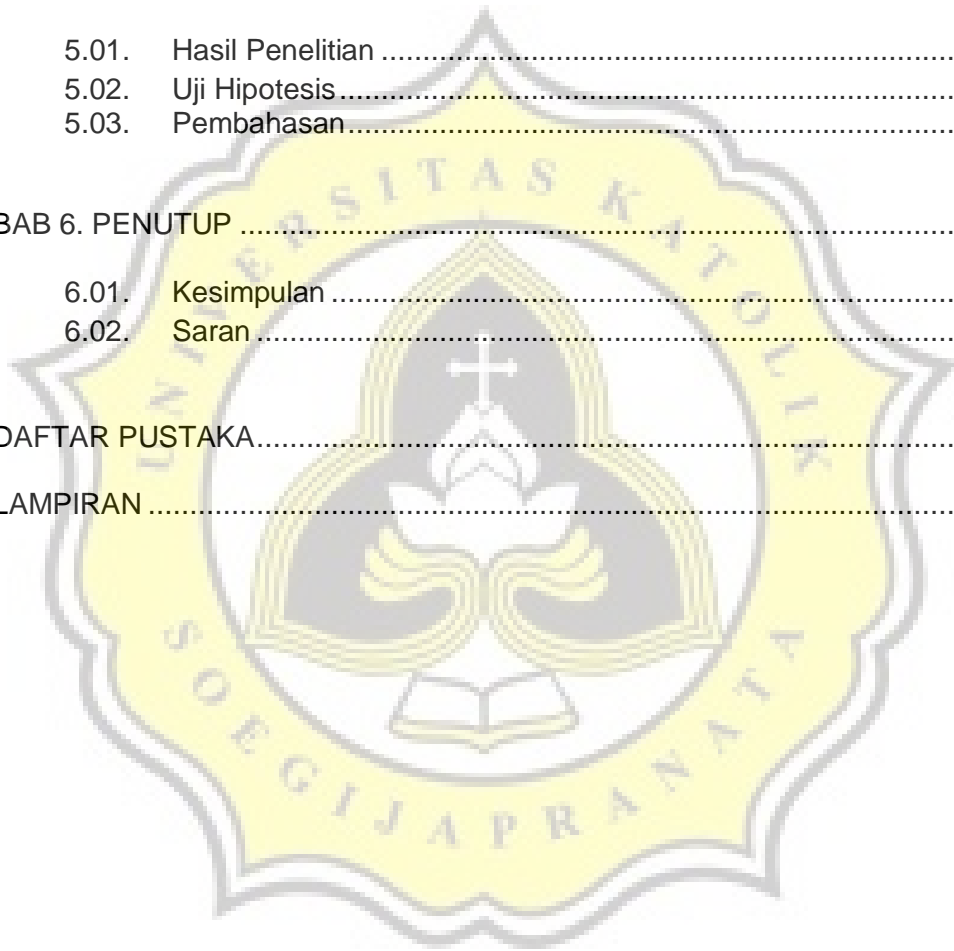 5.01. Hasil Penelitian ................................................................
5.02. Uji Hipotesis ................................................................
5.03. Pembahasan ................................................................
BAB 6. PENUTUP ................................................................
6.01. Kesimpulan ................................................................
6.02. Saran ................................................................
DAFTAR PUSTAKA ................................................................
LAMPIRAN ................................................................
UNIVERSITAS KATOLIK
SOEGIJAPRANATA